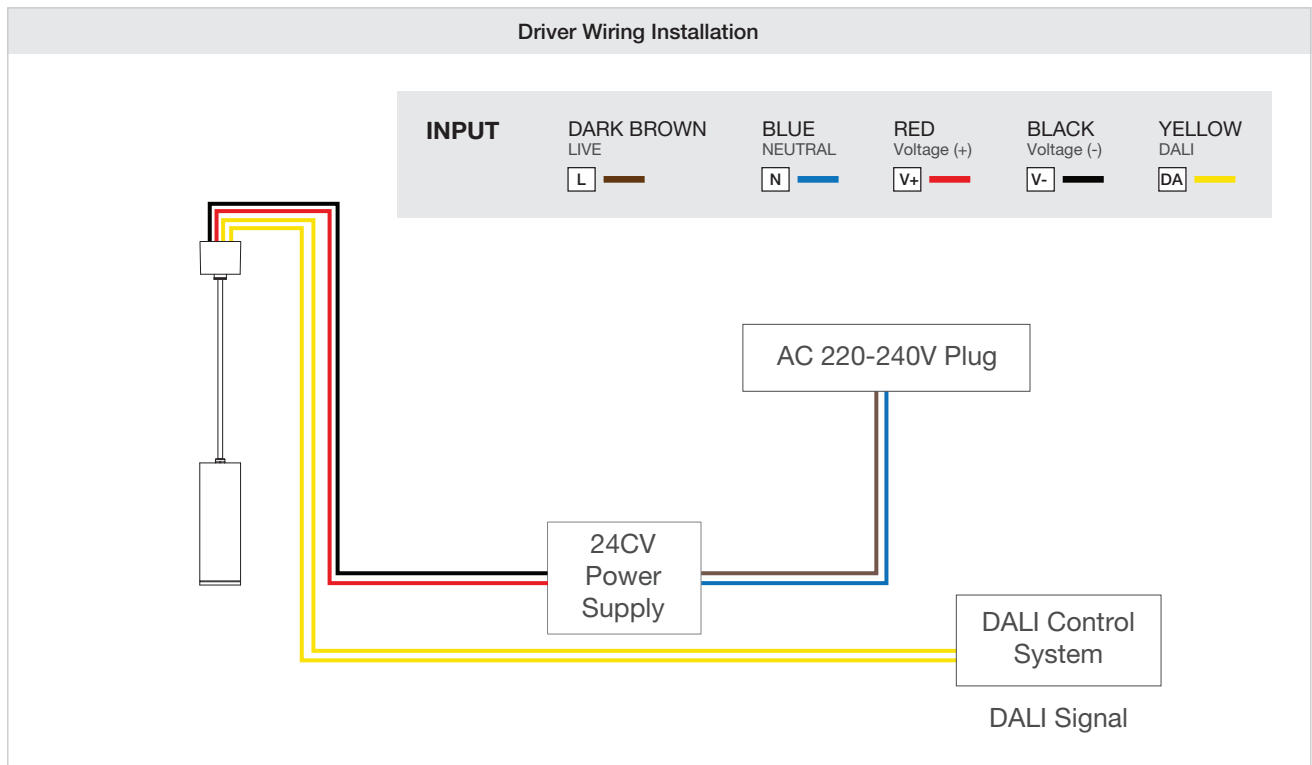 Driver Wiring Installation
INPUT
DARK BROWN
LIVE
L
BLUE
NEUTRAL
N
RED
Voltage (+)
V+
BLACK
Voltage (-)
V-
YELLOW
DALI
DA
AC 220-240V Plug
24CV
Power
Supply
DALI Control
System
DALI Signal